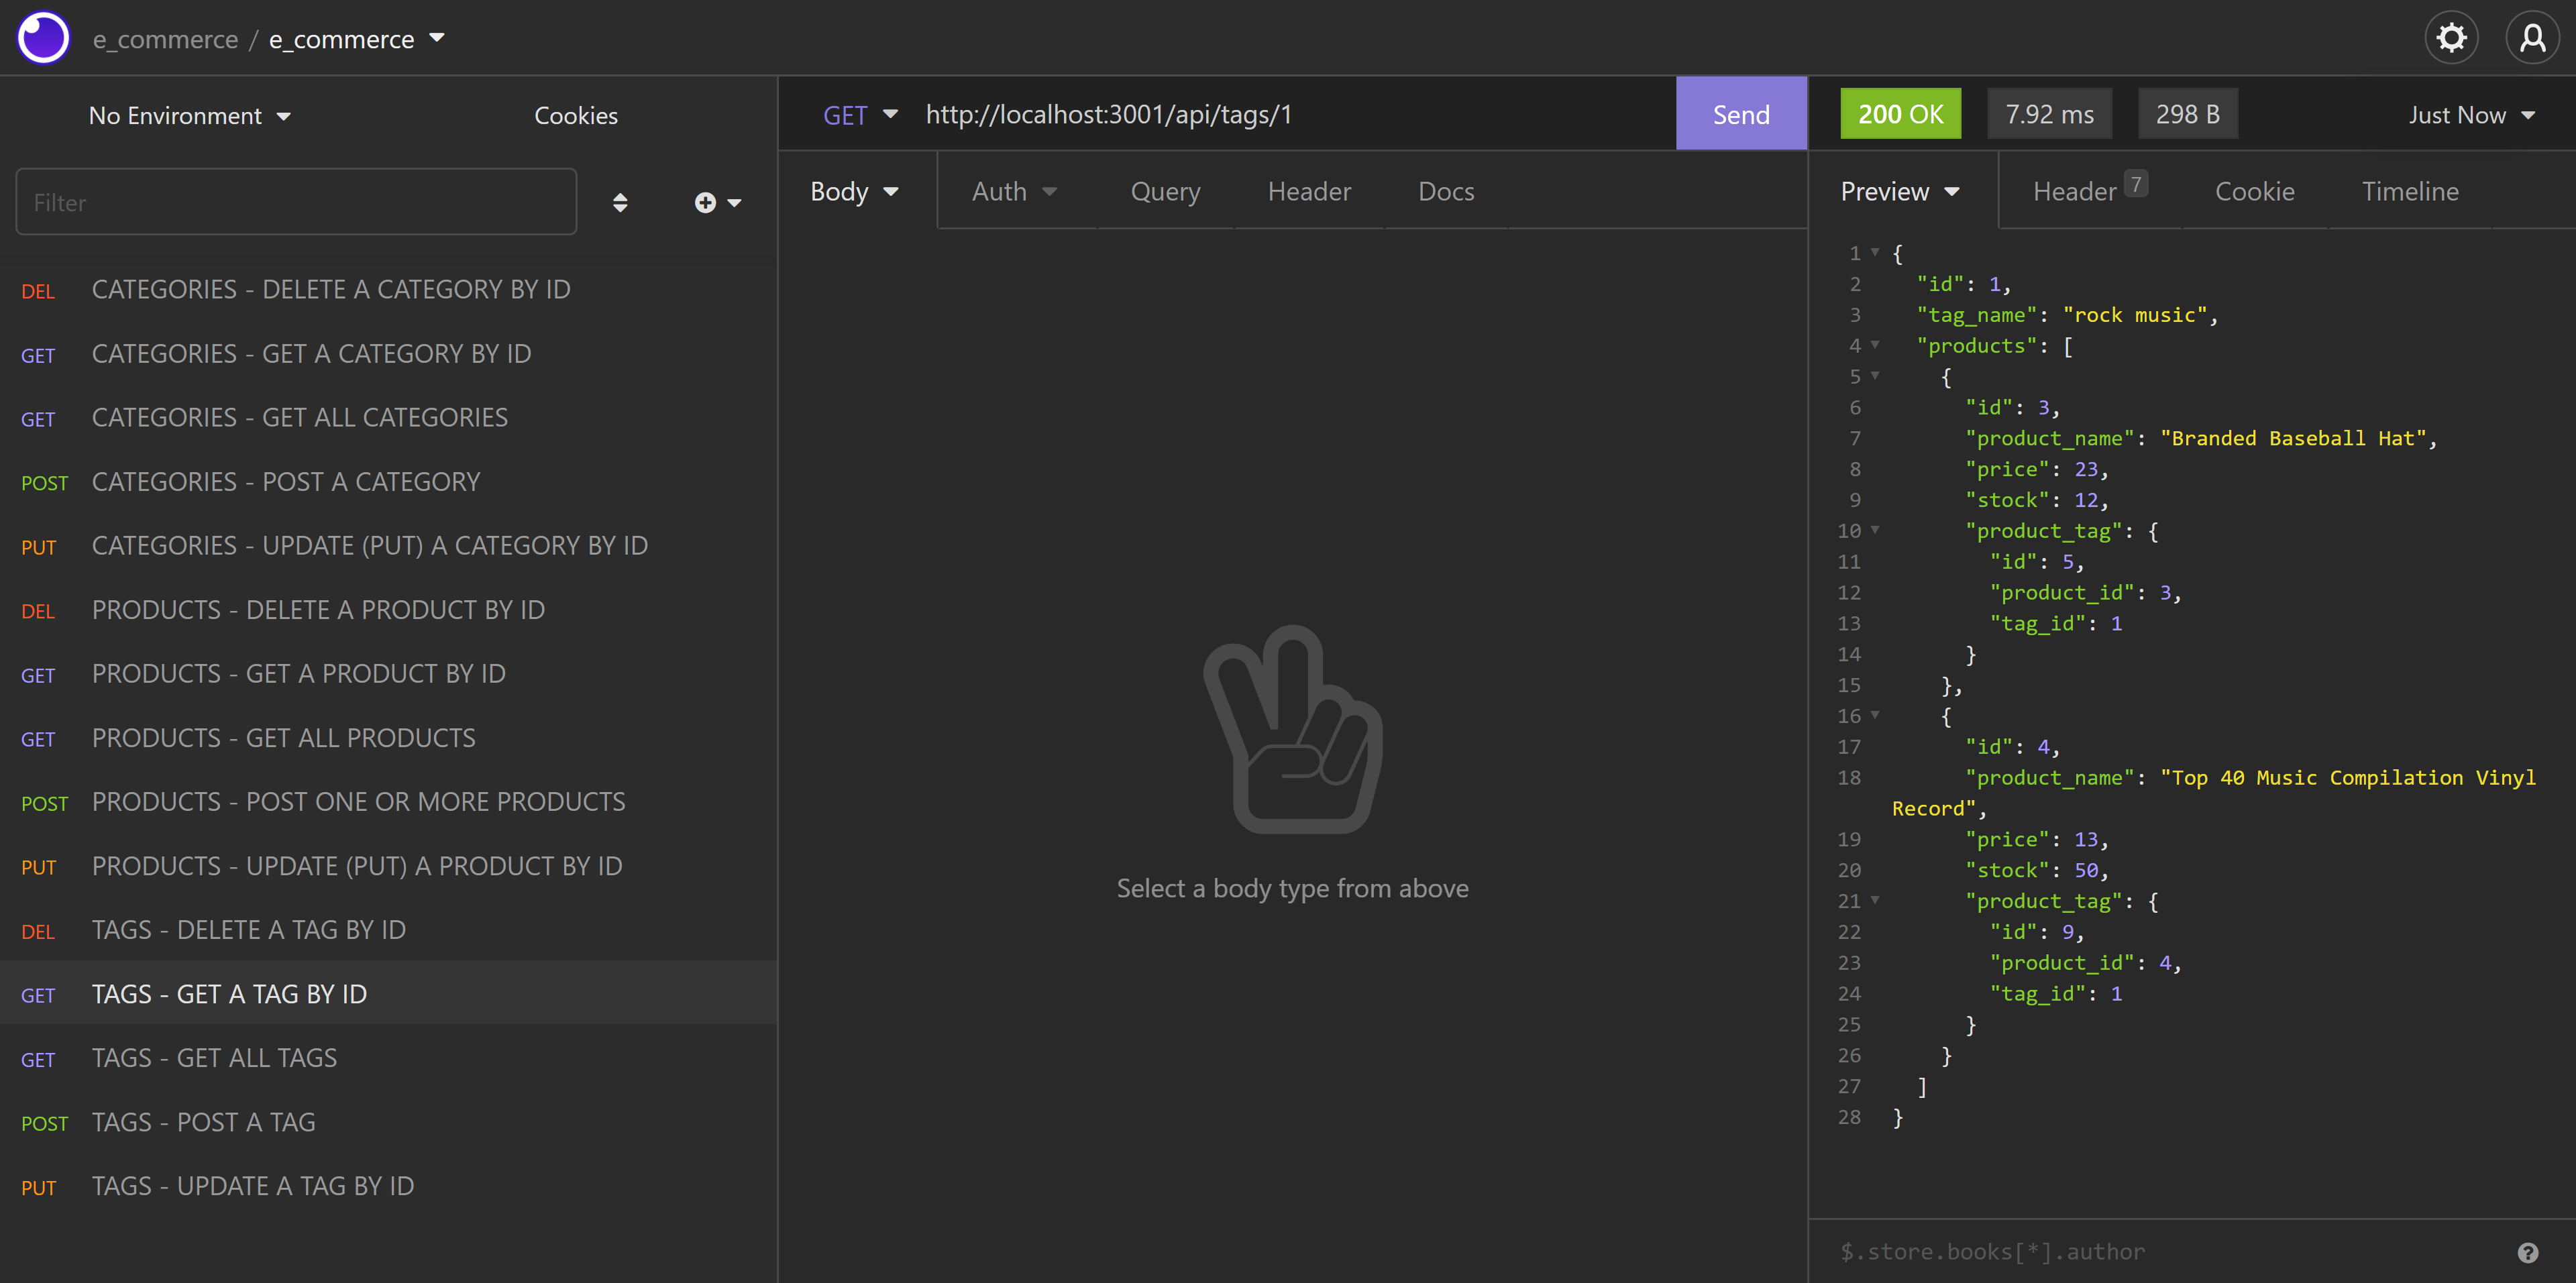 e_commerce / e_commerce
No Environment
Cookies
Filter
DEL CATEGORIES - DELETE A CATEGORY BY ID
GET CATEGORIES - GET A CATEGORY BY ID
GET CATEGORIES - GET ALL CATEGORIES
POST CATEGORIES - POST A CATEGORY
PUT CATEGORIES - UPDATE (PUT) A CATEGORY BY ID
DEL PRODUCTS - DELETE A PRODUCT BY ID
GET PRODUCTS - GET A PRODUCT BY ID
GET PRODUCTS - GET ALL PRODUCTS
POST PRODUCTS - POST ONE OR MORE PRODUCTS
PUT PRODUCTS - UPDATE (PUT) A PRODUCT BY ID
DEL TAGS - DELETE A TAG BY ID
GET TAGS - GET A TAG BY ID
GET TAGS - GET ALL TAGS
POST TAGS - POST A TAG
PUT TAGS - UPDATE A TAG BY ID
GET http://localhost:3001/api/tags/1 Send
Body Auth Query Header Docs
Select a body type from above
200 OK 7.92 ms 298 B Just Now
Preview Header 7 Cookie Timeline
1 {
2 "id": 1,
3 "tag_name": "rock music",
4 "products": [
5 {
6 "id": 3,
7 "product_name": "Branded Baseball Hat",
8 "price": 23,
9 "stock": 12,
10 "product_tag": {
11 "id": 5,
12 "product_id": 3,
13 "tag_id": 1
14 }
15 },
16 {
17 "id": 4,
18 "product_name": "Top 40 Music Compilation Vinyl
Record",
19 "price": 13,
20 "stock": 50,
21 "product_tag": {
22 "id": 9,
23 "product_id": 4,
24 "tag_id": 1
25 }
26 }
27 ]
28 }
$.store.books[*].author